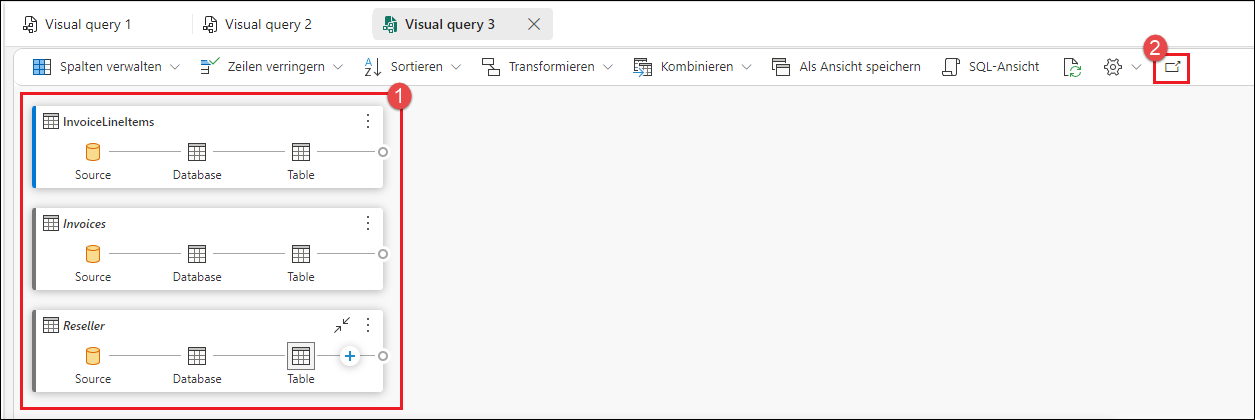 Visual query 1 Visual query 2 Visual query 3
2
Spalten verwalten Zeilen verringern Sortieren Transformieren Kombinieren Als Ansicht speichern SQL-Ansicht
1
InvoiceLineItems
Source Database Table
Invoices
Source Database Table
Reseller
Source Database Table